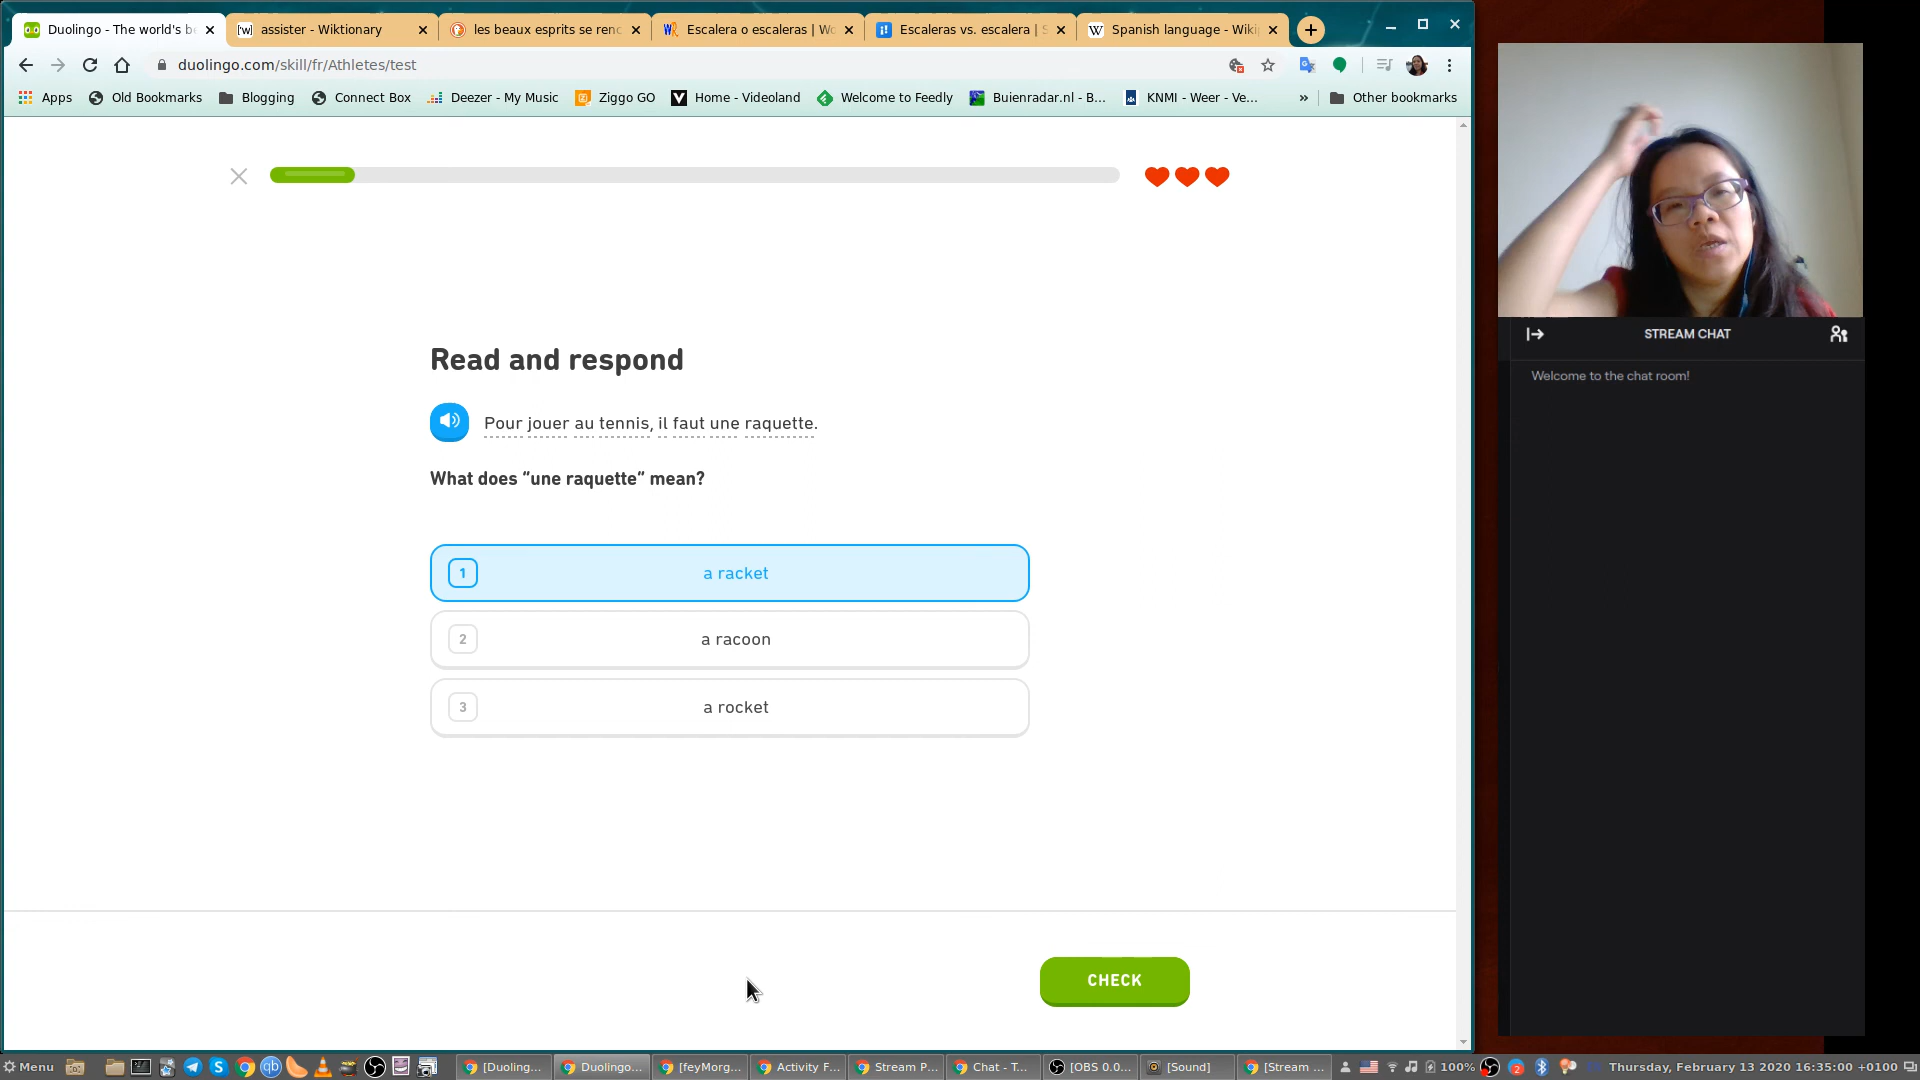 Duolingo - The world's b
assister - Wiktionary
les beaux esprits se renc
Escalera o escaleras | Wo
Escaleras vs. escalera | S
Spanish language - Wiki
duolingo.com/skill/fr/Athletes/test
Apps
Old Bookmarks
Blogging
Connect Box
Deezer - My Music
Ziggo GO
Home - Videoland
Welcome to Feedly
Buienradar.nl - B...
KNMI - Weer - Ve...
»
Other bookmarks
Read and respond
Pour jouer au tennis, il faut une raquette.
What does “une raquette” mean?
1 a racket
2 a racoon
3 a rocket
CHECK
STREAM CHAT
Welcome to the chat room!
Menu
[Duoling...
Duolingo...
[feyMorg...
Activity F...
Stream P...
Chat - T...
[OBS 0.0...
[Sound]
[Stream ...
100%
2
Thursday, February 13 2020 16:35:00 +0100